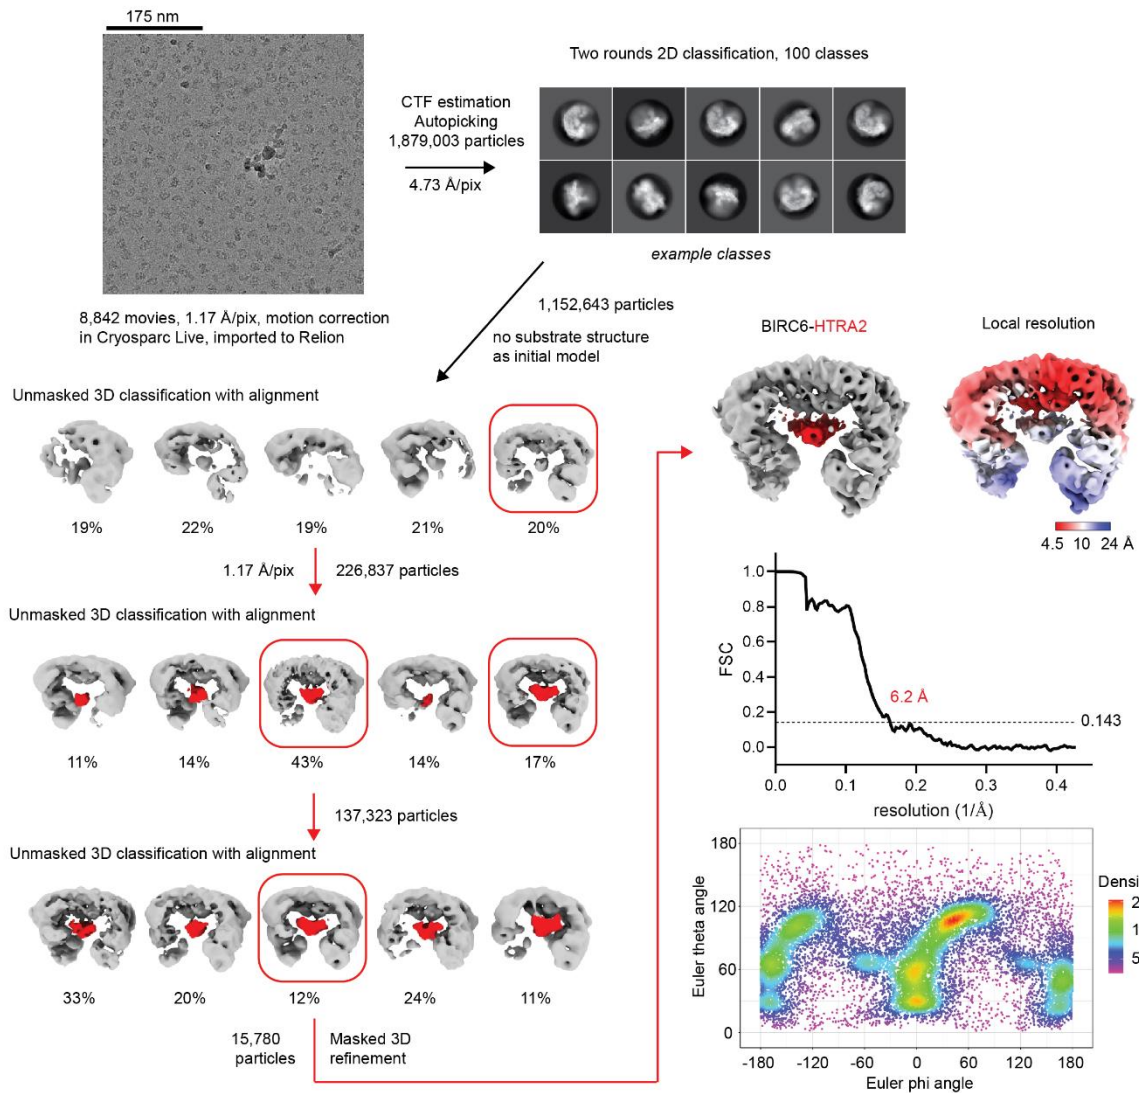 175 nm
CTF estimation
Autopicking
1,879,003 particles
4.73 Å/pix
Two rounds 2D classification, 100 classes
example classes
8,842 movies, 1.17 Å/pix, motion correction
in Cryosparc Live, imported to Relion
1,152,643 particles
no substrate structure
as initial model
Unmasked 3D classification with alignment
19% 22% 19% 21% 20%
1.17 Å/pix 226,837 particles
Unmasked 3D classification with alignment
11% 14% 43% 14% 17%
137,323 particles
Unmasked 3D classification with alignment
33% 20% 12% 24% 11%
15,780
particles
Masked 3D
refinement
BIRC6-HTRA2
Local resolution
4.5 10 24 Å
1.0
0.8
0.6
0.4
0.2
0.0
FSC
6.2 Å
0.143
0.0 0.1 0.2 0.3 0.4
resolution (1/Å)
180
120
60
0
Euler theta angle
-180 -120 -60 0 60 120 180
Euler phi angle
Densi
2
1
5